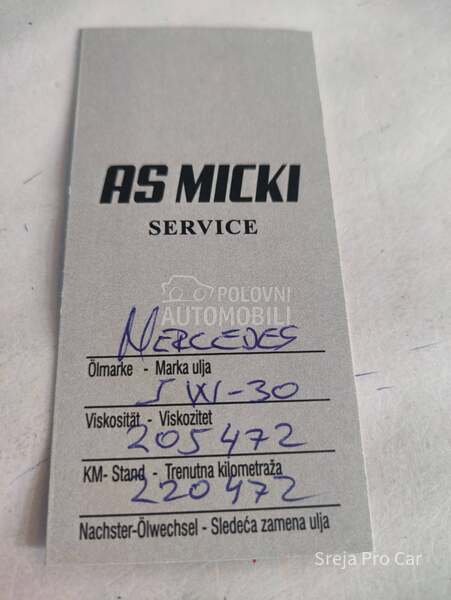 AS MICKI
SERVICE
POLOVNI
AUTOMOBILI
MERCEDES
Ölmarke - Marka ulja
5W-30
Viskosität - Viskozitet
205472
KM- Stand - Trenutna kilometraža
220472
Nachster-Ölwechsel - Sledeća zamena ulja
Sreja Pro Car